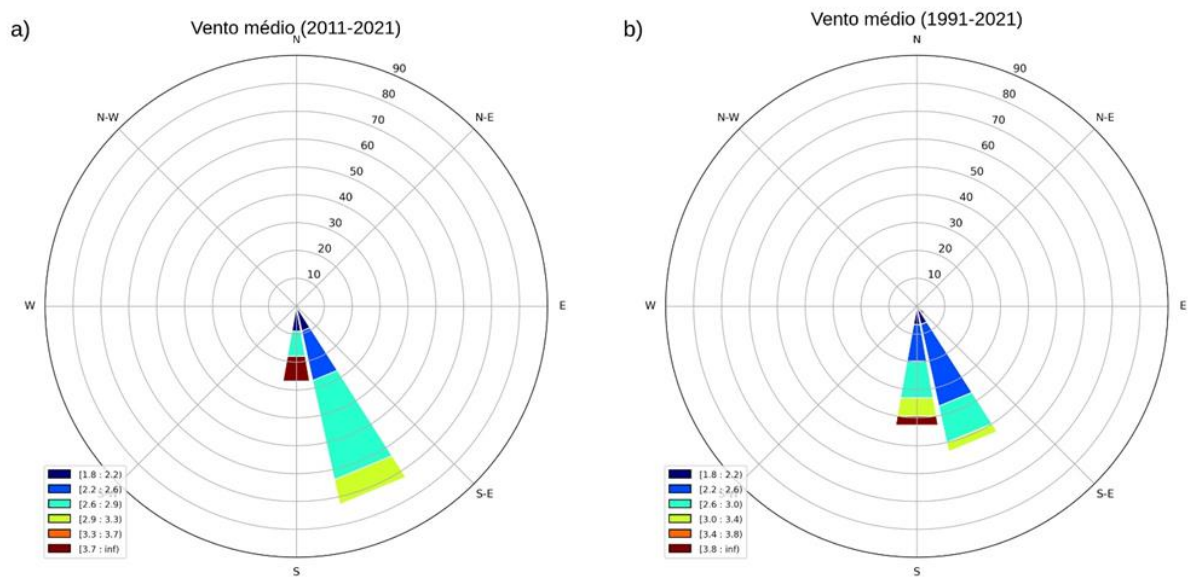 a)
Vento médio (2011-2021)
N
N-W
N-E
90
80
70
60
50
40
30
20
10
W
E
S-E
S
[1.8 : 2.2)
[2.2 : 2.6)
[2.6 : 2.9)
[2.9 : 3.3)
[3.3 : 3.7)
[3.7 : inf)
b)
Vento médio (1991-2021)
N
N-W
N-E
90
80
70
60
50
40
30
20
10
W
E
S-E
S
[1.8 : 2.2)
[2.2 : 2.6)
[2.6 : 3.0)
[3.0 : 3.4)
[3.4 : 3.8)
[3.8 : inf)